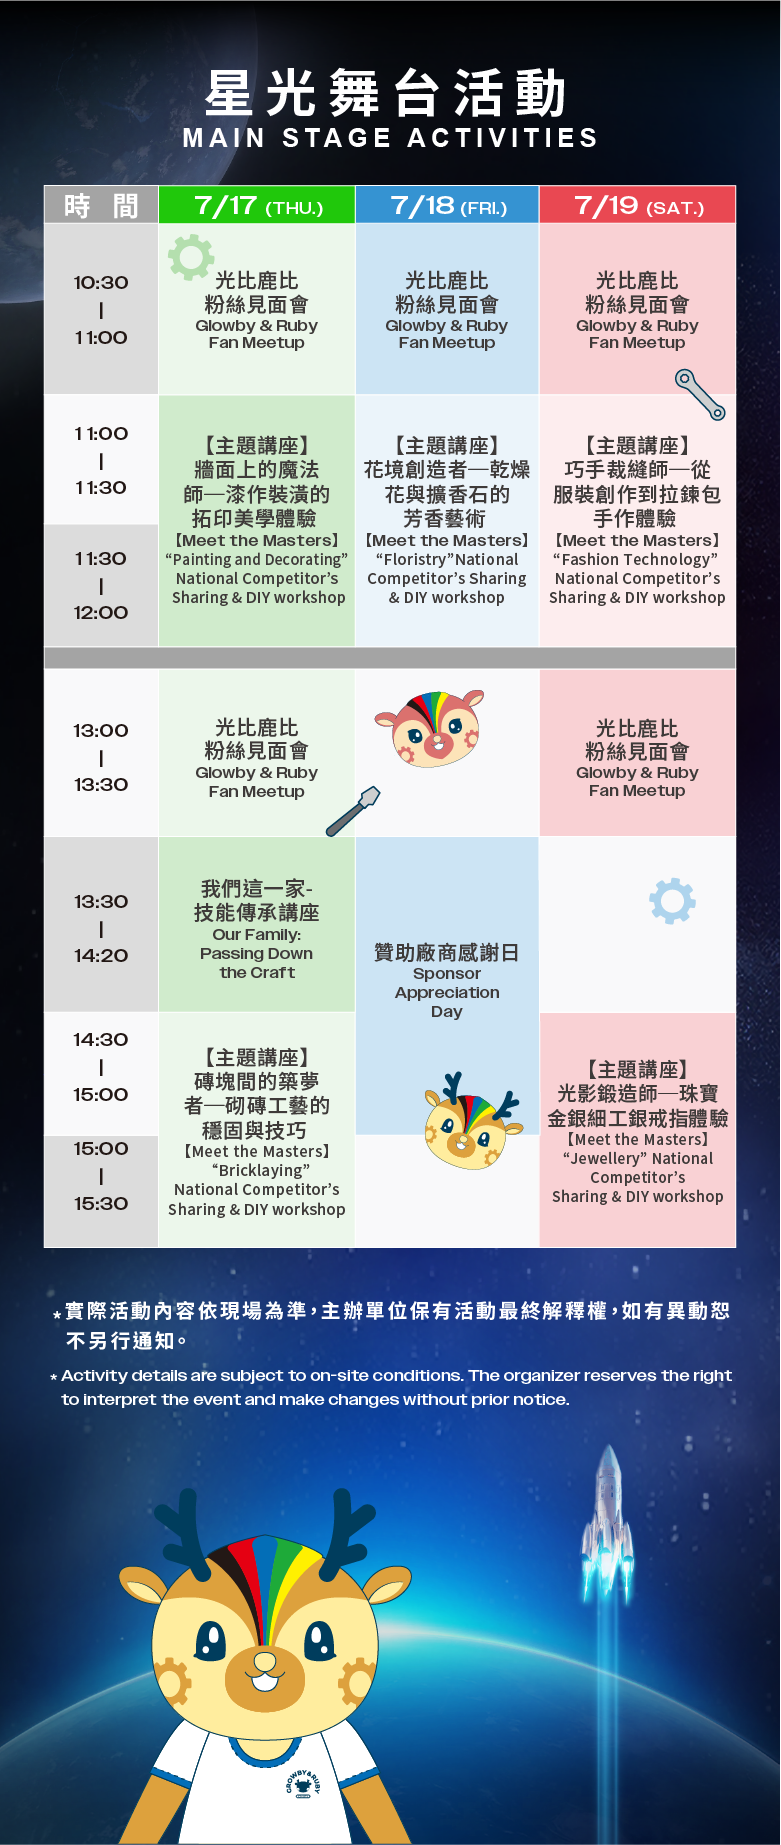 星光舞台活動
MAIN STAGE ACTIVITIES
時 間
7/17 (THU.)
7/18 (FRI.)
7/19 (SAT.)
10:30
|
11:00
光比鹿比
粉絲見面會
Glowby & Ruby
Fan Meetup
光比鹿比
粉絲見面會
Glowby & Ruby
Fan Meetup
光比鹿比
粉絲見面會
Glowby & Ruby
Fan Meetup
11:00
|
11:30
11:30
|
12:00
【主題講座】
牆面上的魔法
師─漆作裝潢的
拓印美學體驗
【Meet the Masters】
“Painting and Decorating”
National Competitor’s
Sharing & DIY workshop
【主題講座】
花境創造者─乾燥
花與擴香石的
芳香藝術
【Meet the Masters】
“Floristry”National
Competitor’s Sharing
& DIY workshop
【主題講座】
巧手裁縫師─從
服裝創作到拉鍊包
手作體驗
【Meet the Masters】
“Fashion Technology”
National Competitor’s
Sharing & DIY workshop
13:00
|
13:30
光比鹿比
粉絲見面會
Glowby & Ruby
Fan Meetup
光比鹿比
粉絲見面會
Glowby & Ruby
Fan Meetup
13:30
|
14:20
我們這一家-
技能傳承講座
Our Family:
Passing Down
the Craft
贊助廠商感謝日
Sponsor
Appreciation
Day
14:30
|
15:00
15:00
|
15:30
【主題講座】
磚塊間的築夢
者─砌磚工藝的
穩固與技巧
【Meet the Masters】
“Bricklaying”
National Competitor’s
Sharing & DIY workshop
【主題講座】
光影鍛造師─珠寶
金銀細工銀戒指體驗
【Meet the Masters】
“Jewellery” National
Competitor’s
Sharing & DIY workshop
*實際活動內容依現場為準，主辦單位保有活動最終解釋權，如有異動恕
不另行通知。
* Activity details are subject to on-site conditions. The organizer reserves the right
to interpret the event and make changes without prior notice.
GROWBY&RUBY